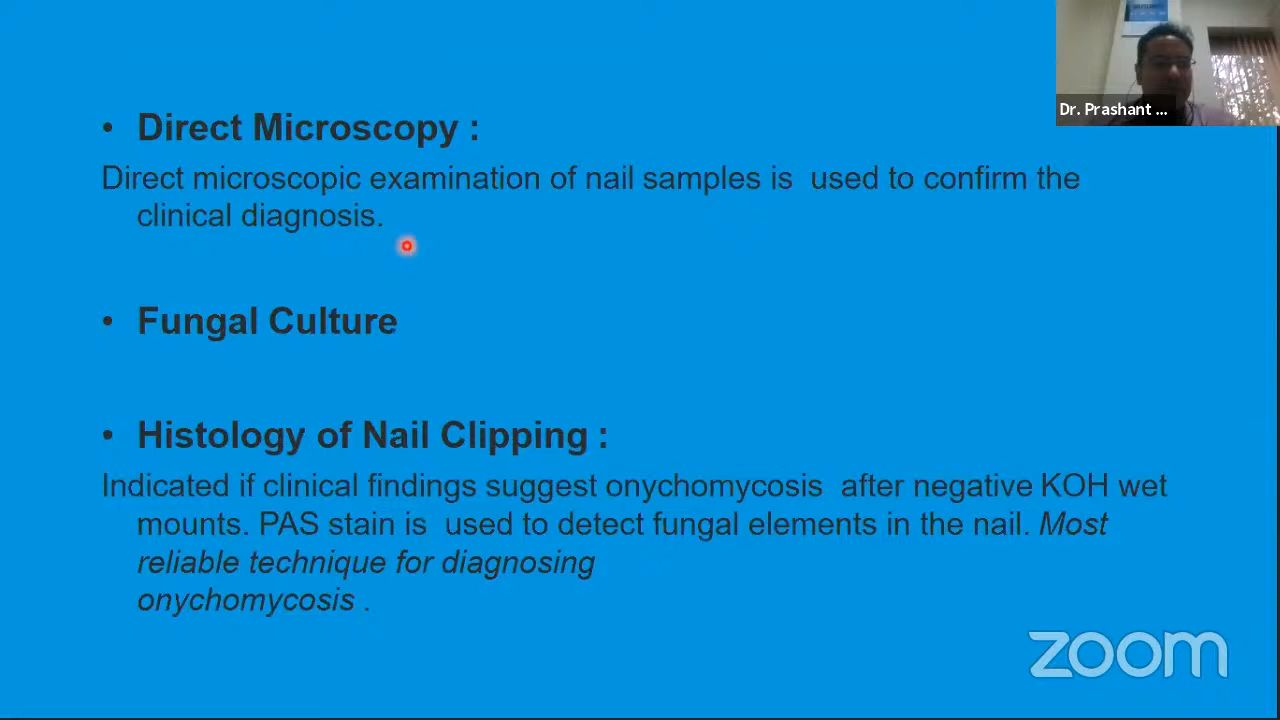 Dr. Prashant ...
• Direct Microscopy :
Direct microscopic examination of nail samples is used to confirm the
clinical diagnosis.
• Fungal Culture
• Histology of Nail Clipping :
Indicated if clinical findings suggest onychomycosis after negative KOH wet
mounts. PAS stain is used to detect fungal elements in the nail. Most
reliable technique for diagnosing
onychomycosis .
zoom